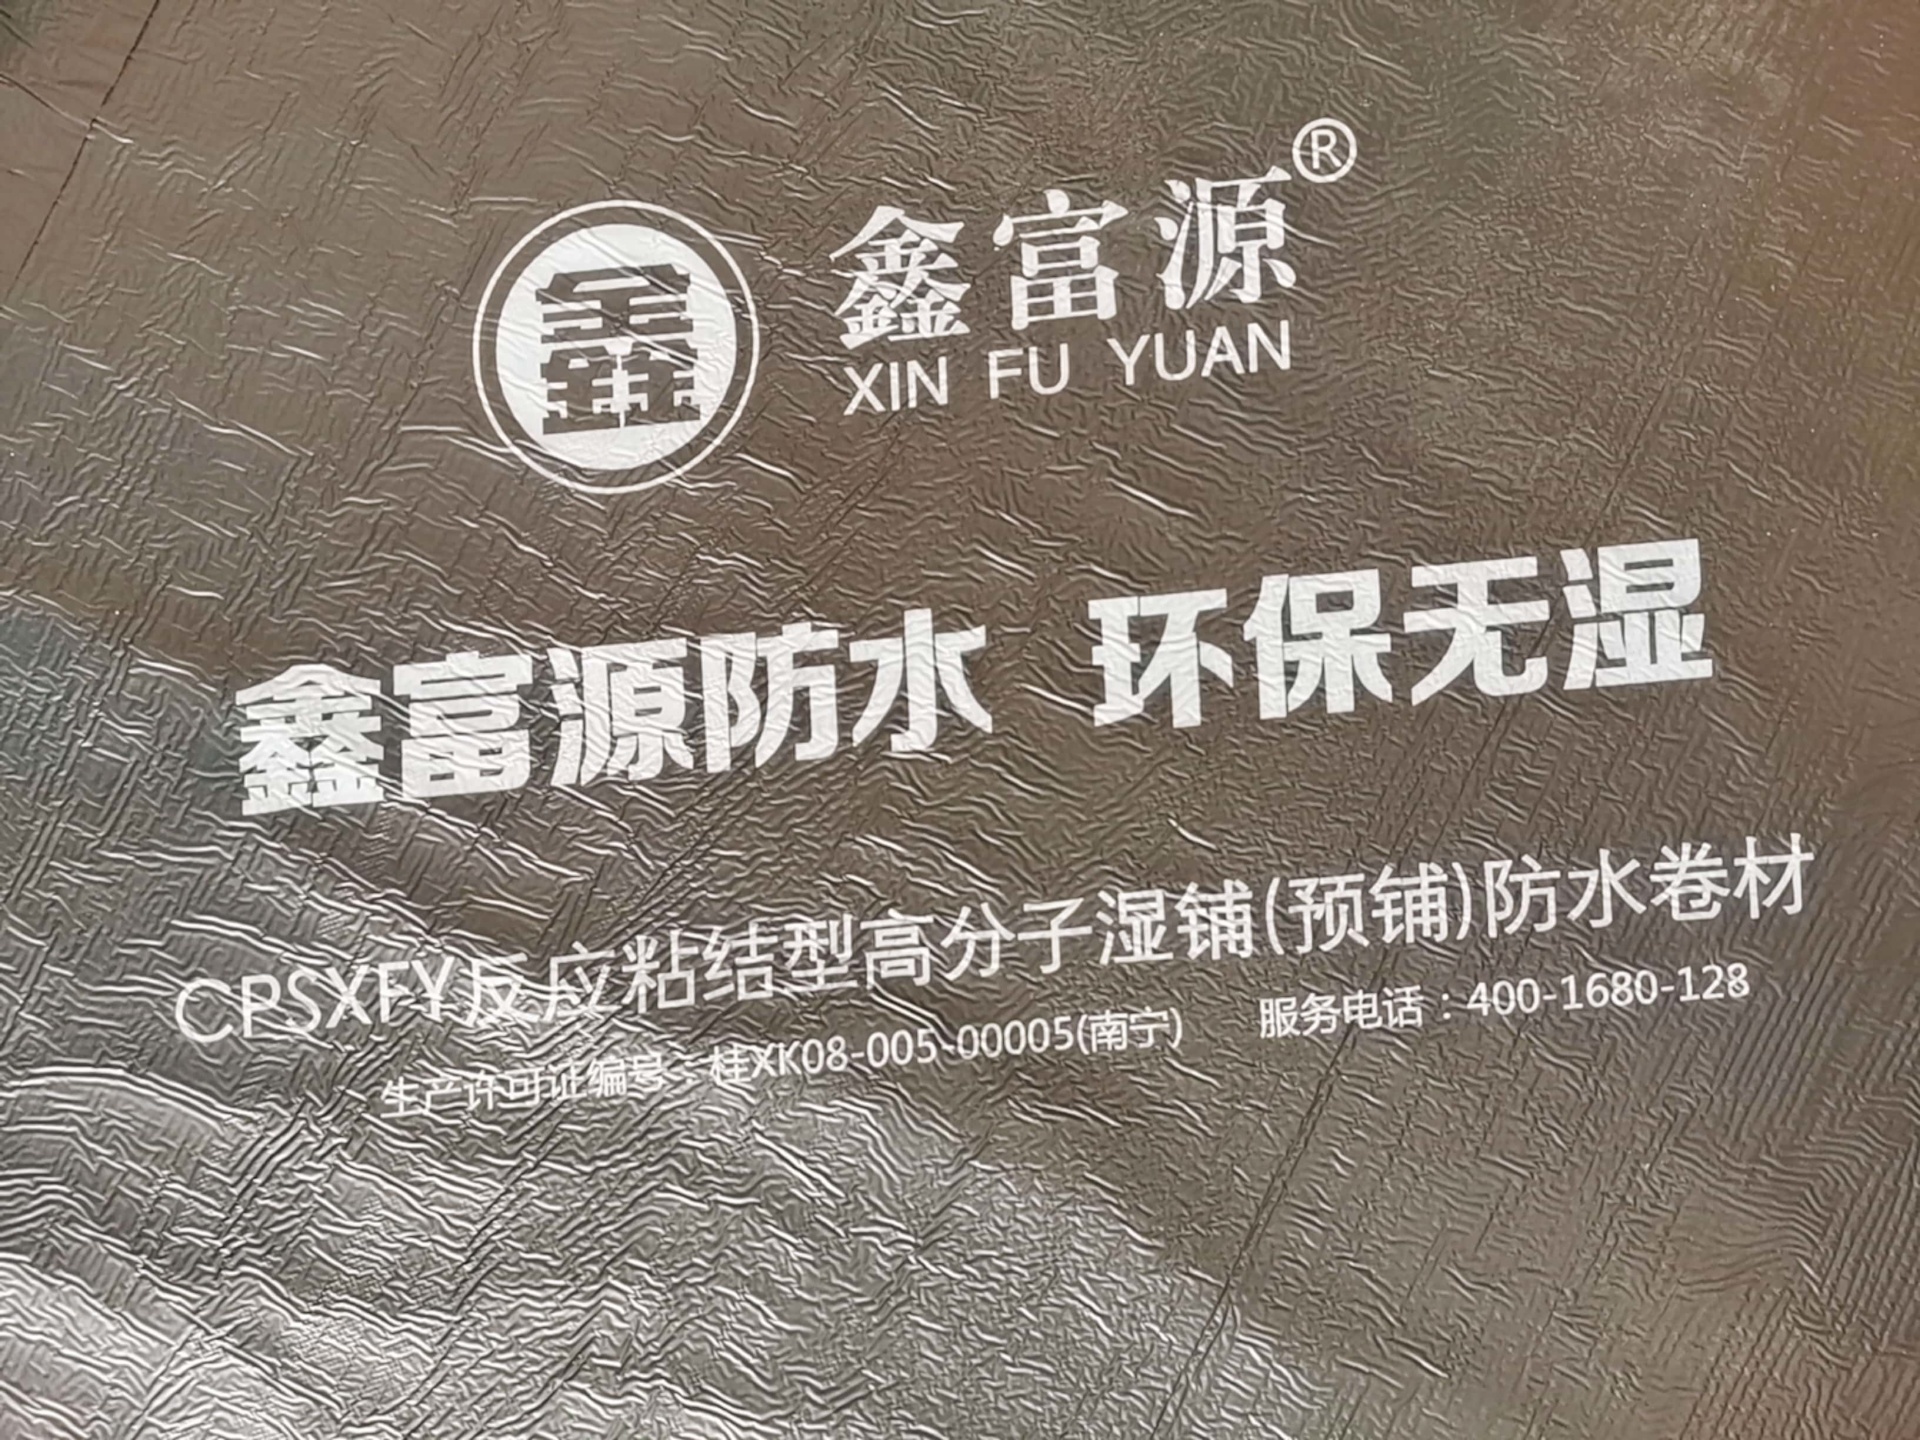 鑫 鑫富源®
XIN FU YUAN
鑫富源防水 环保无湿
CPSXFY反应粘结型高分子湿铺(预铺)防水卷材
生产许可证编号：桂XK08-005-00005(南宁) 服务电话：400-1680-128